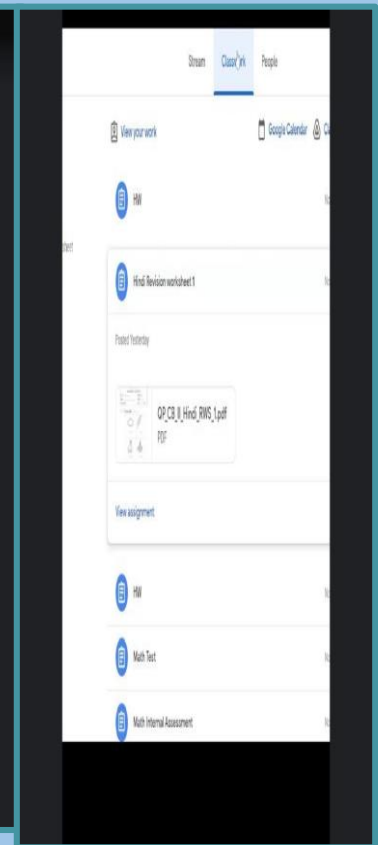 Stream Classwork People
View your work Google Calendar
HW
Hindi Revision worksheet 1
Posted Yesterday
QP_CB_II_Hindi_RWS_1.pdf
PDF
View assignment
HW
Math Test
Math Internal Assessment